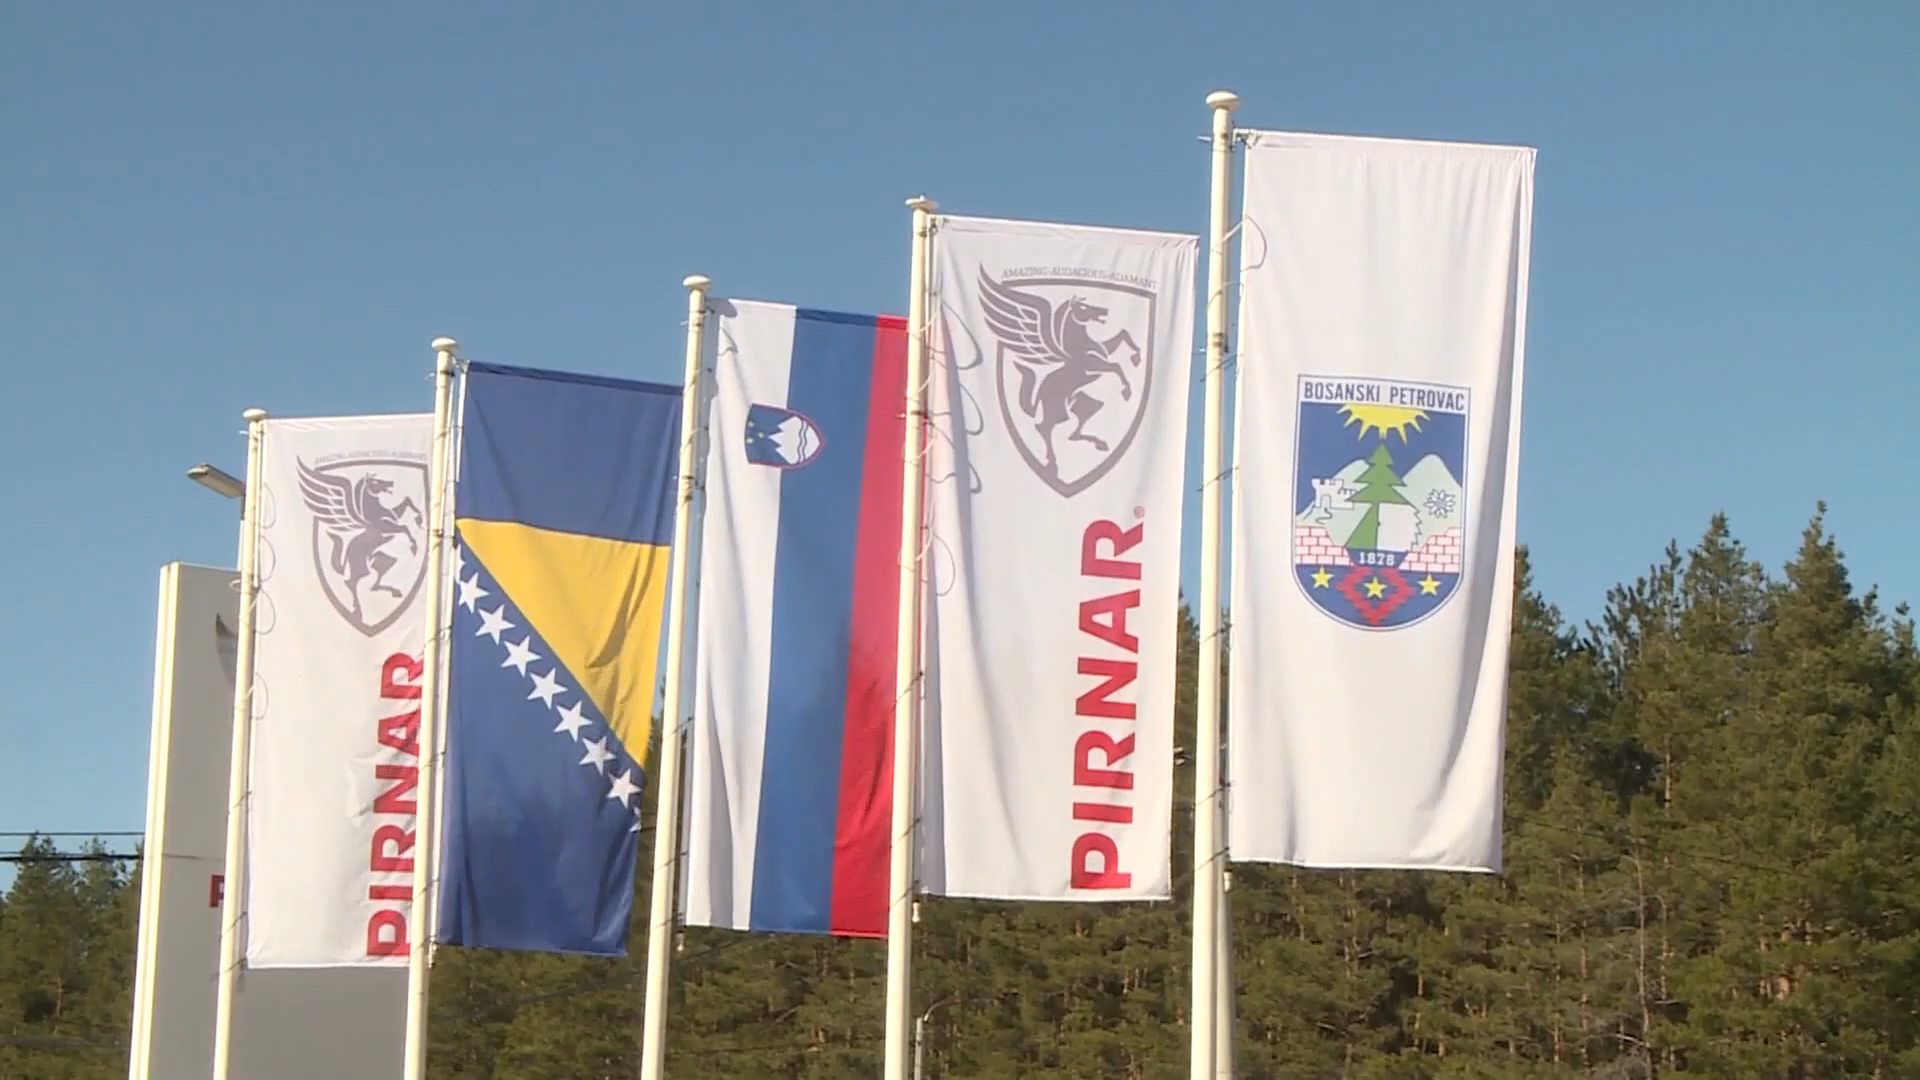 AMAZING-AUDACIOUS-ADAMANT
PIRNAR
AMAZING-AUDACIOUS-ADAMANT
PIRNAR®
BOSANSKI PETROVAC
1878
P